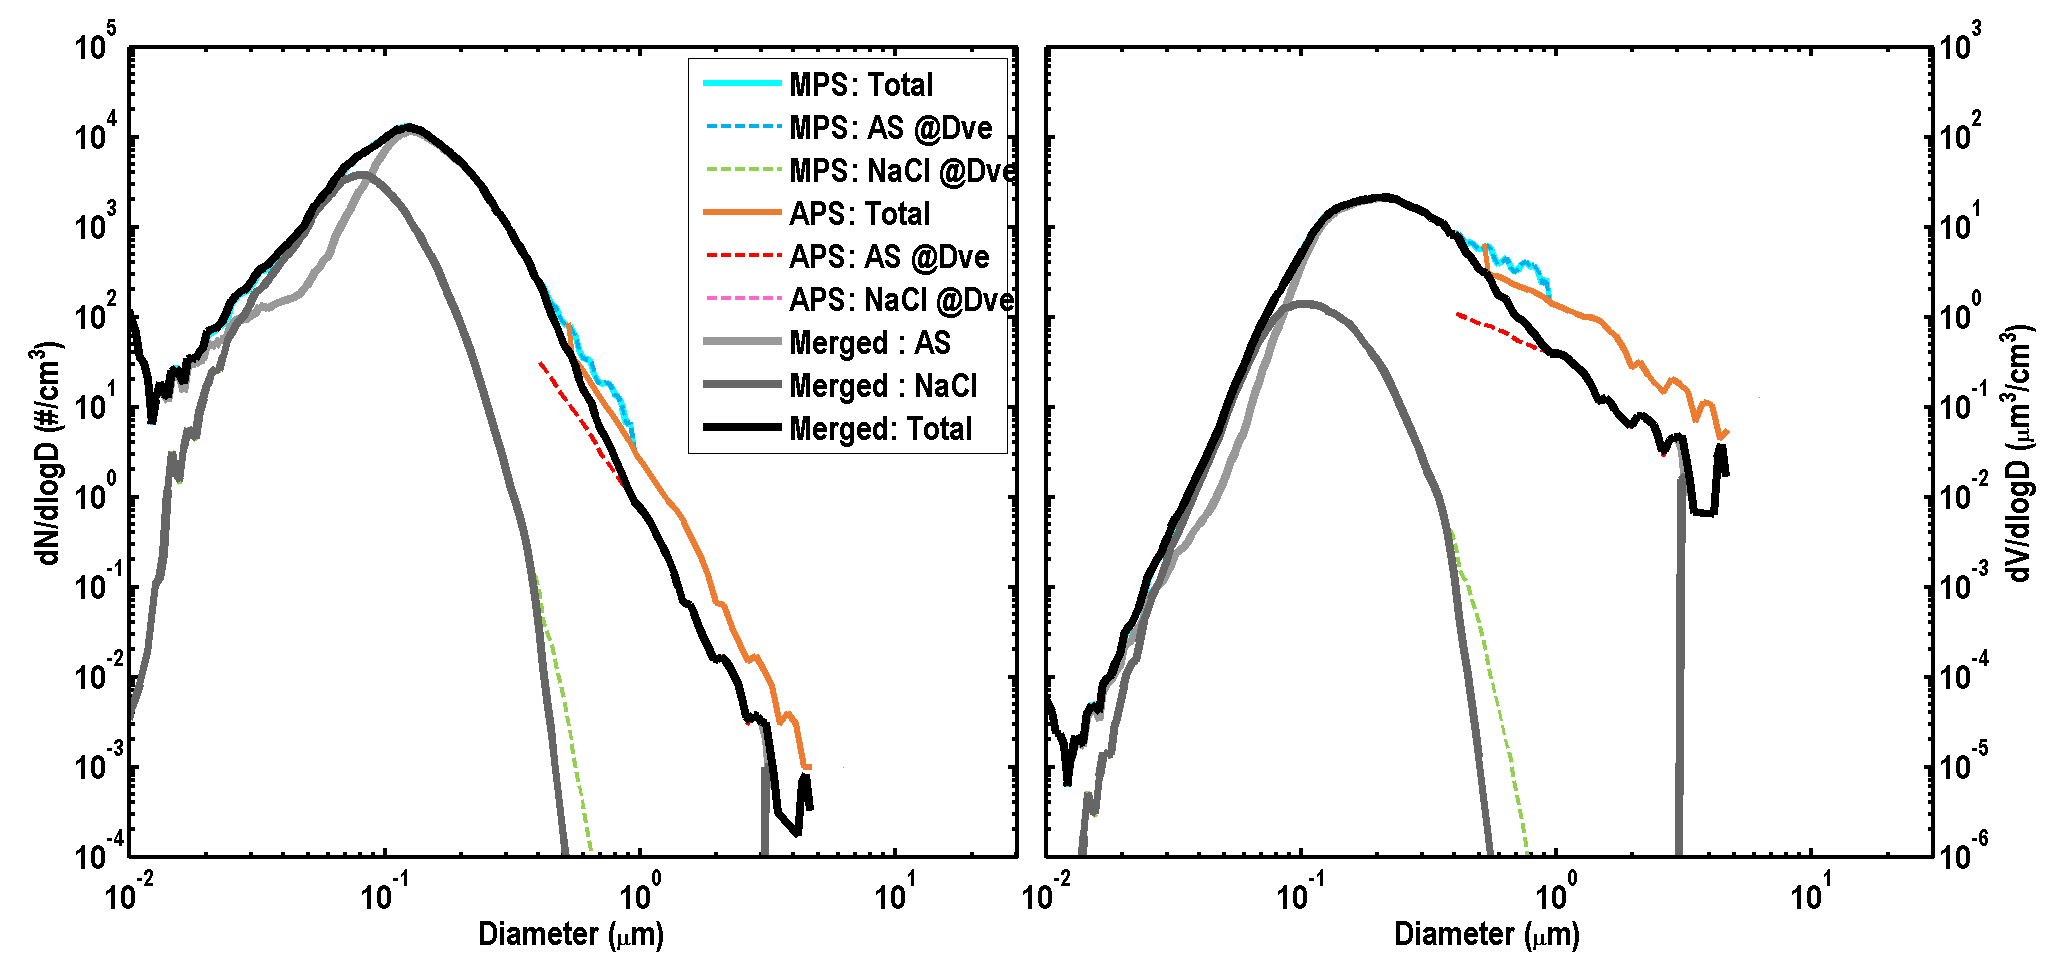 10^5
10^4
10^3
10^2
10^1
10^0
10^-1
10^-2
10^-3
10^-4
dN/dlogD (#/cm^3)
10^-2
10^-1
10^0
10^1
Diameter (μm)
MPS: Total
MPS: AS @Dve
MPS: NaCl @Dve
APS: Total
APS: AS @Dve
APS: NaCl @Dve
Merged : AS
Merged : NaCl
Merged: Total
10^-2
10^-1
10^0
10^1
Diameter (μm)
10^3
10^2
10^1
10^0
10^-1
10^-2
10^-3
10^-4
10^-5
10^-6
dV/dlogD (μm^3/cm^3)